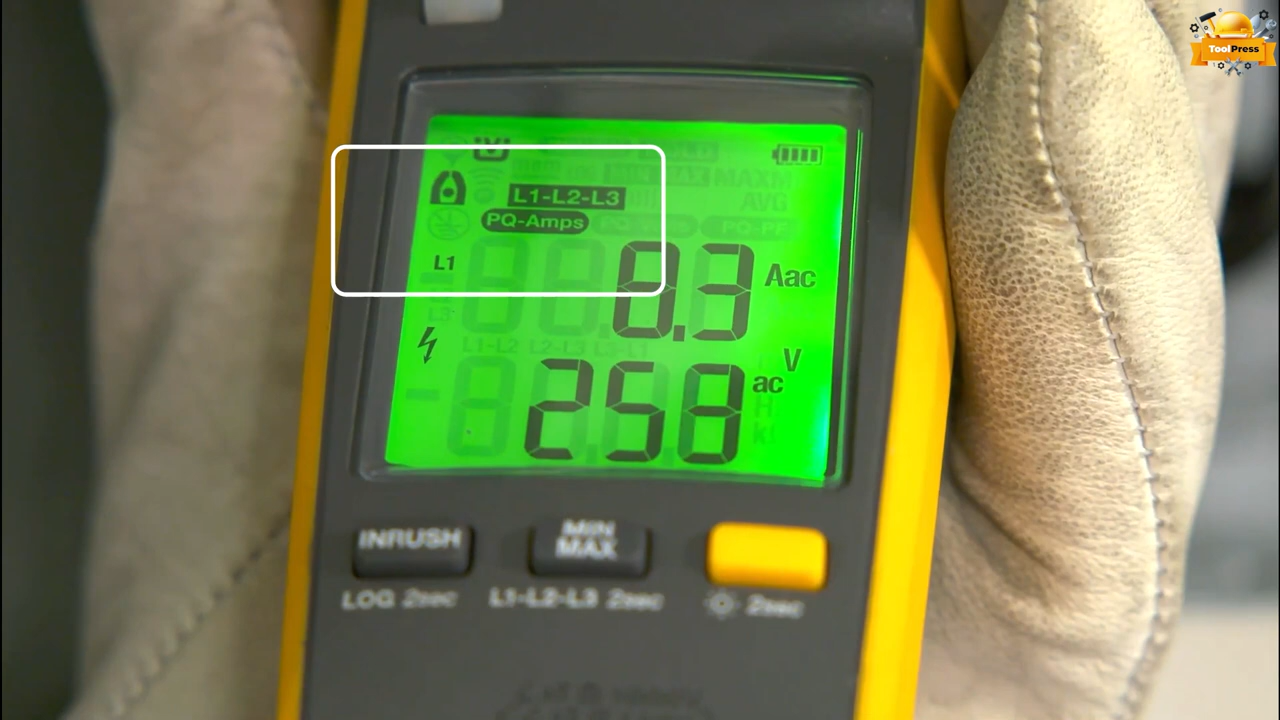 ToolPress
L1-L2-L3
PQ-Amps
L1
8.3 Aac
V
258 ac
INRUSH
MIN
MAX
LOG 2sec
L1-L2-L3 2sec
2sec